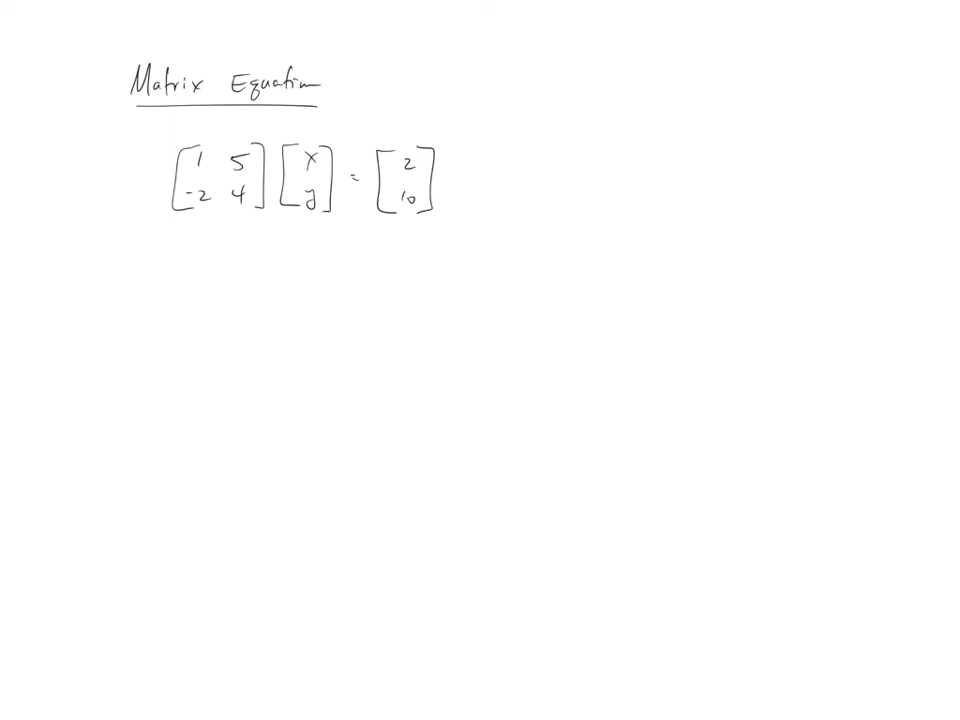 Matrix Equation
[1 5] [x] = [2]
[-2 4] [y] [10]